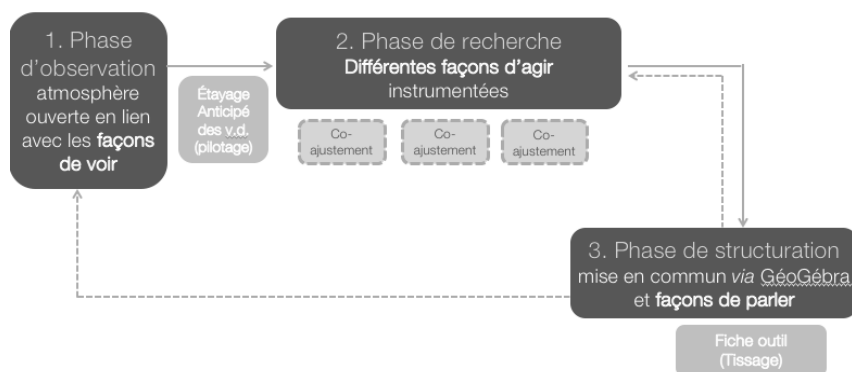 1. Phase
d'observation
atmosphère
ouverte en lien
avec les façons
de voir
Étayage
Anticipé
des v.d.
(pilotage)
2. Phase de recherche
Différentes façons d'agir
instrumentées
Co-
ajustement
Co-
ajustement
Co-
ajustement
3. Phase de structuration
mise en commun via GéoGébra
et façons de parler
Fiche outil
(Tissage)